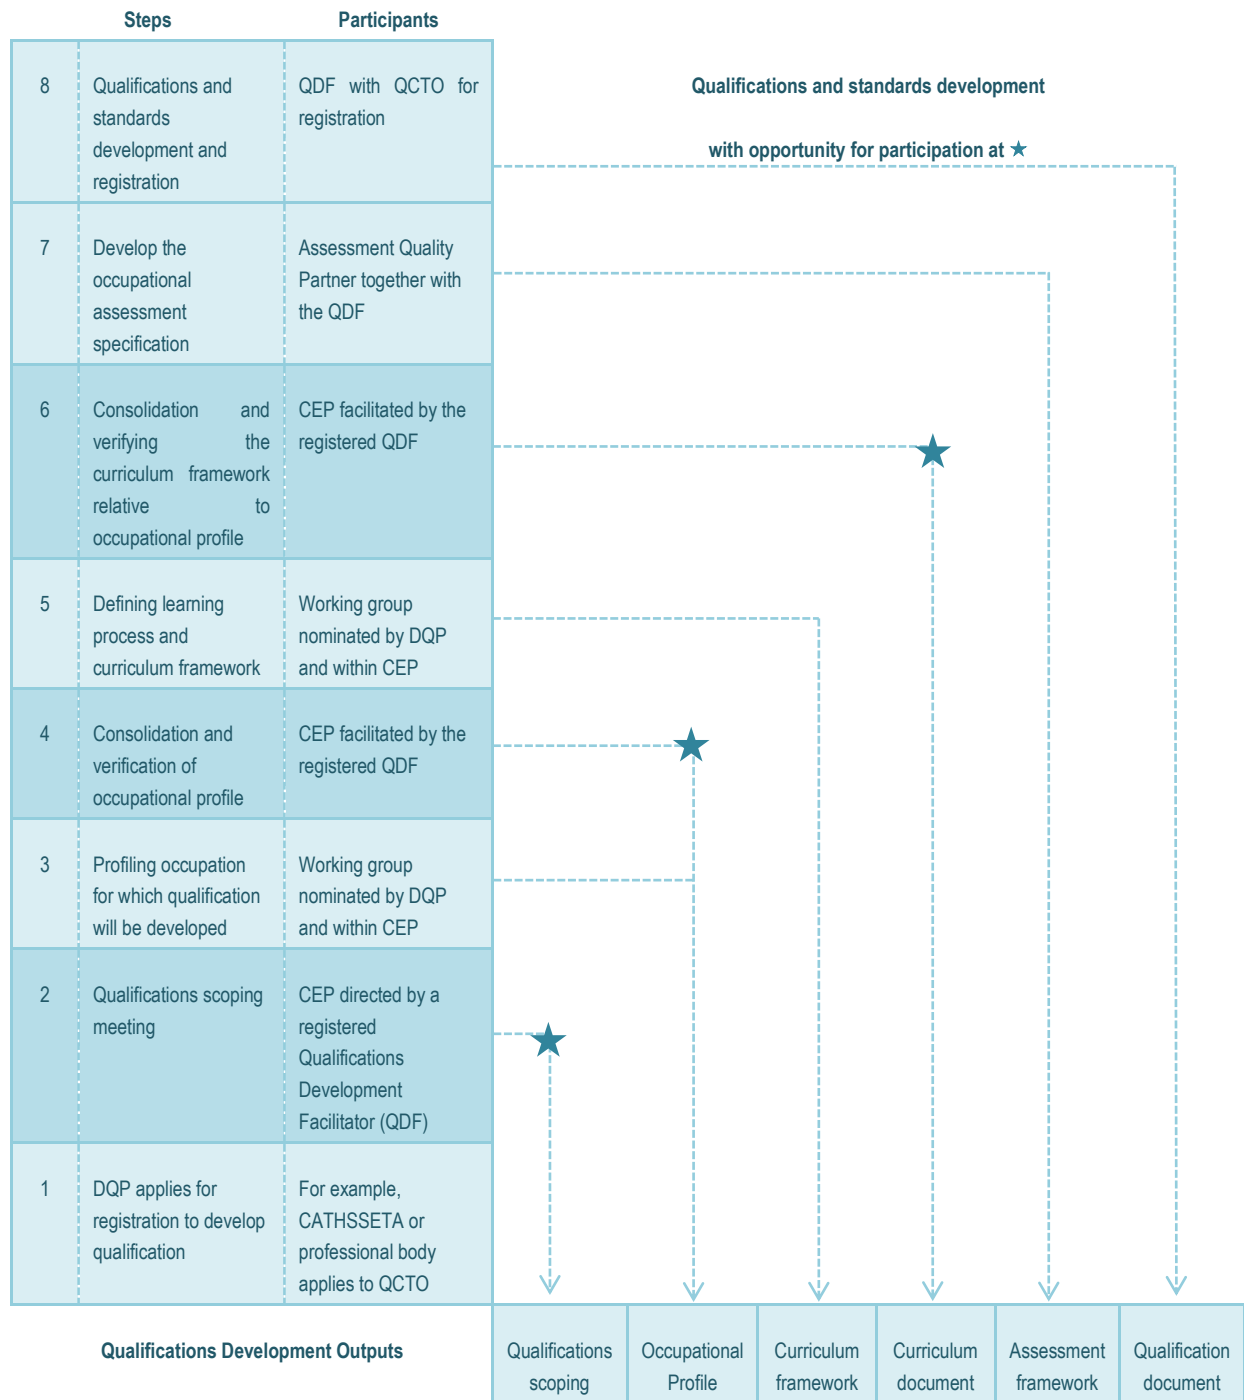 Steps
Participants
8
Qualifications and
standards
development and
registration
QDF with QCTO for
registration
Qualifications and standards development
with opportunity for participation at
7
Develop the
occupational
assessment
specification
Assessment Quality
Partner together with
the QDF
6
Consolidation and
verifying the
curriculum framework
relative to
occupational profile
CEP facilitated by the
registered QDF
5
Defining learning
process and
curriculum framework
Working group
nominated by DQP
and within CEP
4
Consolidation and
verification of
occupational profile
CEP facilitated by the
registered QDF
3
Profiling occupation
for which qualification
will be developed
Working group
nominated by DQP
and within CEP
2
Qualifications scoping
meeting
CEP directed by a
registered
Qualifications
Development
Facilitator (QDF)
1
DQP applies for
registration to develop
qualification
For example,
CATHSSETA or
professional body
applies to QCTO
Qualifications Development Outputs
Qualifications
scoping
Occupational
Profile
Curriculum
framework
Curriculum
document
Assessment
framework
Qualification
document